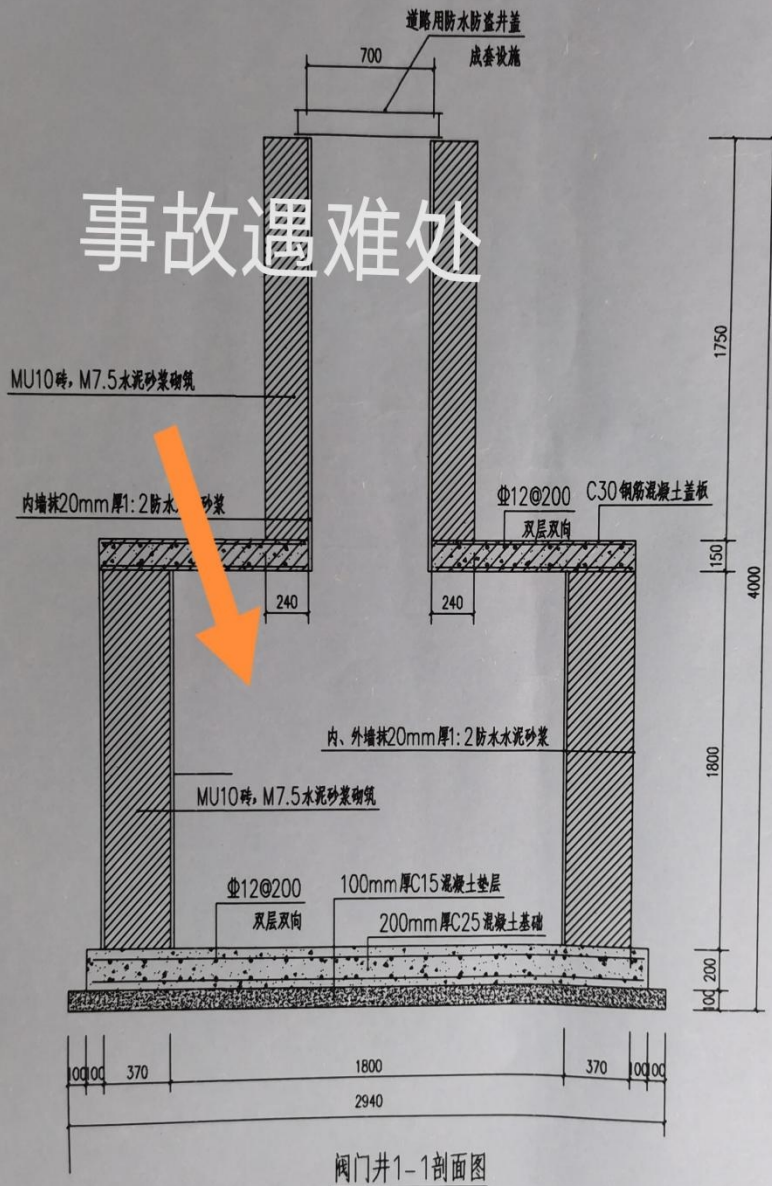 道路用防水防盗井盖
成套设施
700
事故遇难处
1750
MU10砖，M7.5水泥砂浆砌筑
内墙抹20mm厚1:2防水 砂浆
Φ12@200
双层双向
C30钢筋混凝土盖板
150
4000
240
240
内、外墙抹20mm厚1:2防水水泥砂浆
1800
MU10砖，M7.5水泥砂浆砌筑
Φ12@200
双层双向
100mm厚C15混凝土垫层
200mm厚C25混凝土基础
200
100
100 100 370 1800 370 100 100
2940
阀门井1-1剖面图